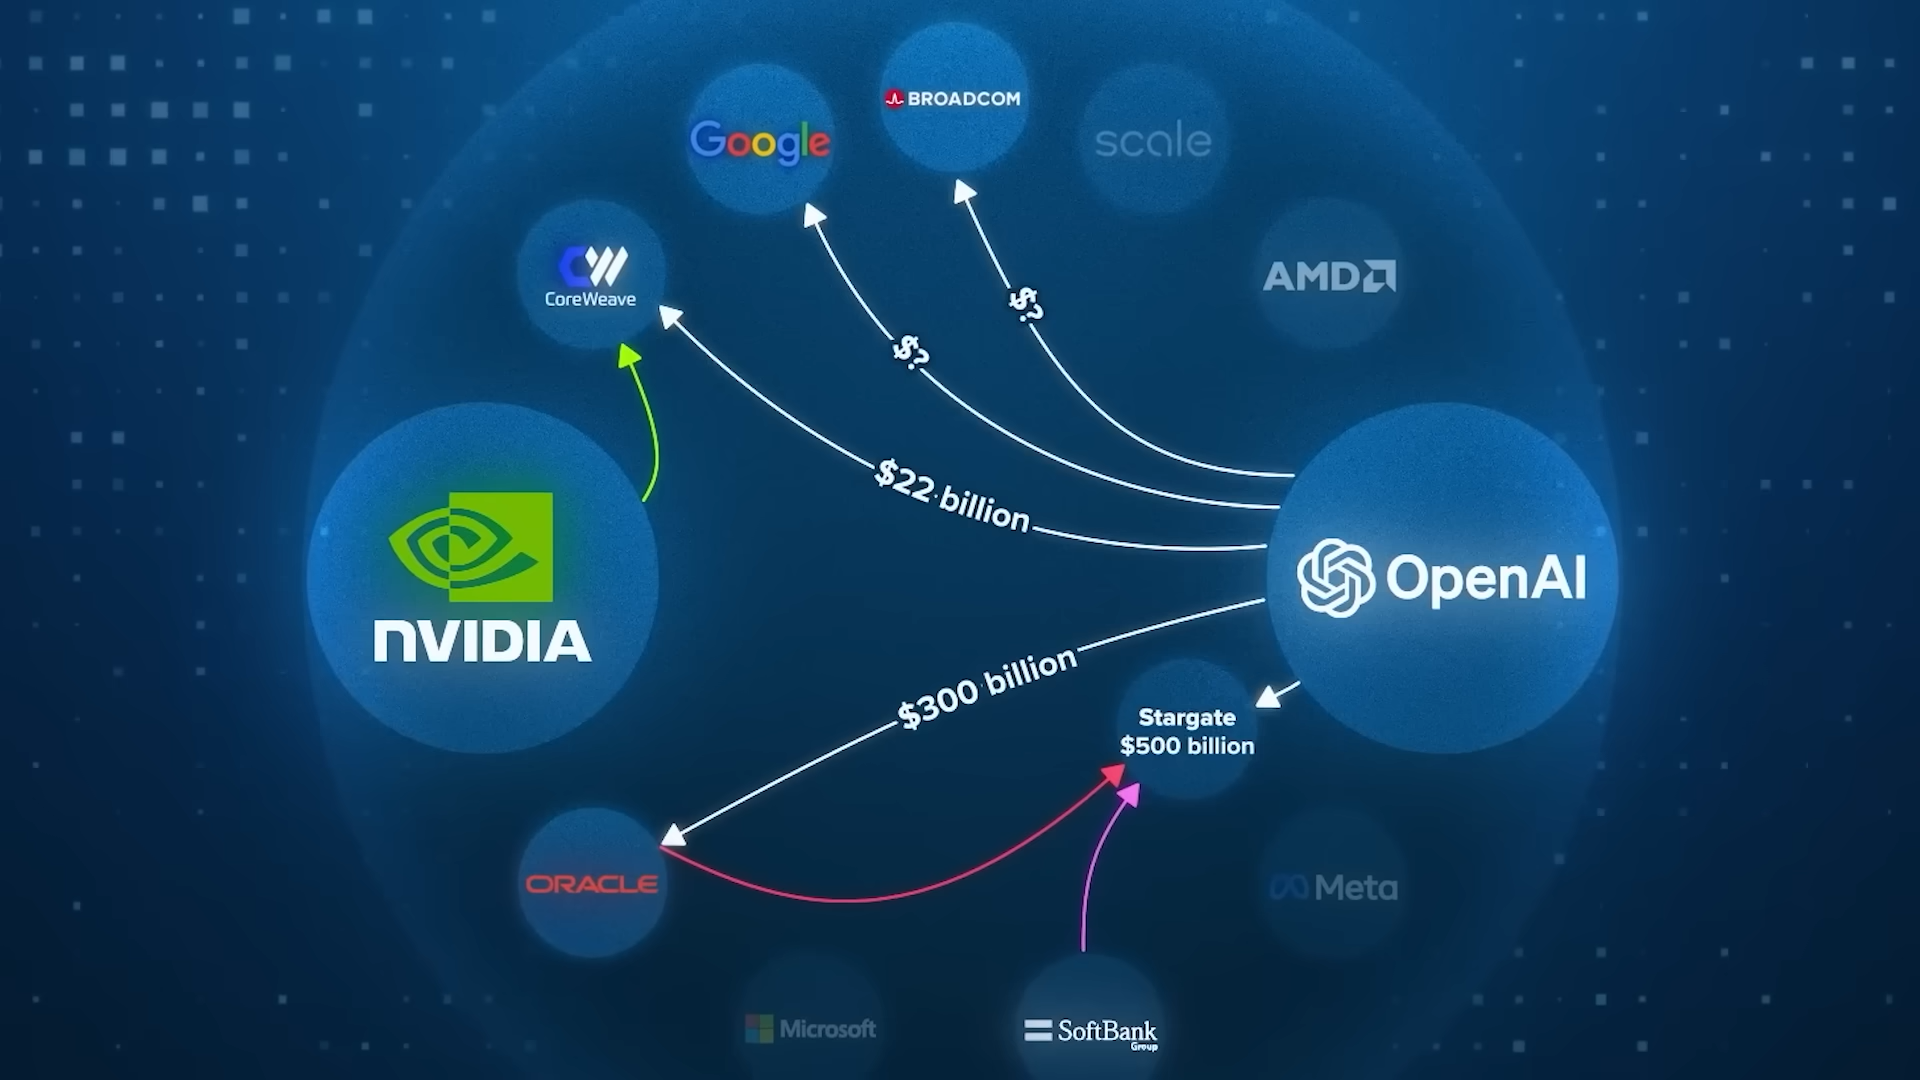 BROADCOM
Google
scale
CoreWeave
AMD
$?
$?
$22 billion
NVIDIA
OpenAI
$300 billion
Stargate
$500 billion
ORACLE
Meta
Microsoft
SoftBank
Group